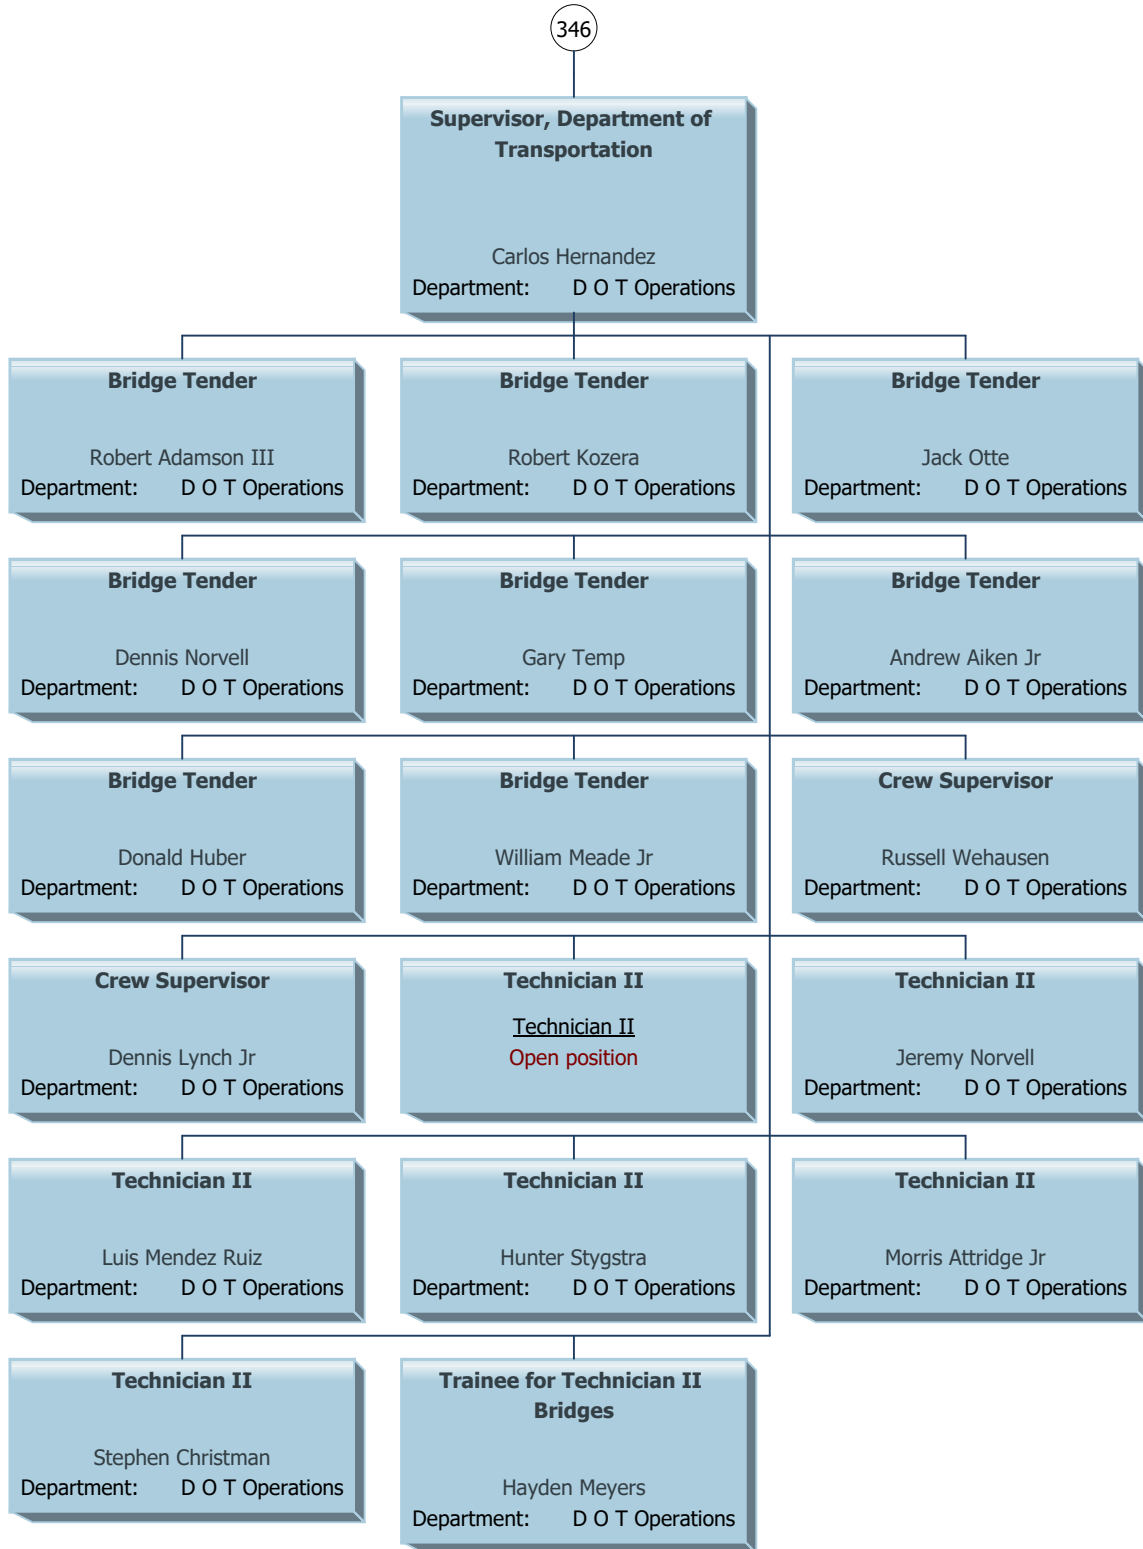 346
Supervisor, Department of
Transportation
Carlos Hernandez
Department: D O T Operations
Bridge Tender
Robert Adamson III
Department: D O T Operations
Bridge Tender
Robert Kozera
Department: D O T Operations
Bridge Tender
Jack Otte
Department: D O T Operations
Bridge Tender
Dennis Norvell
Department: D O T Operations
Bridge Tender
Gary Temp
Department: D O T Operations
Bridge Tender
Andrew Aiken Jr
Department: D O T Operations
Bridge Tender
Donald Huber
Department: D O T Operations
Bridge Tender
William Meade Jr
Department: D O T Operations
Crew Supervisor
Russell Wehausen
Department: D O T Operations
Crew Supervisor
Dennis Lynch Jr
Department: D O T Operations
Technician II
Technician II
Open position
Technician II
Jeremy Norvell
Department: D O T Operations
Technician II
Luis Mendez Ruiz
Department: D O T Operations
Technician II
Hunter Stygstra
Department: D O T Operations
Technician II
Morris Attridge Jr
Department: D O T Operations
Technician II
Stephen Christman
Department: D O T Operations
Trainee for Technician II
Bridges
Hayden Meyers
Department: D O T Operations